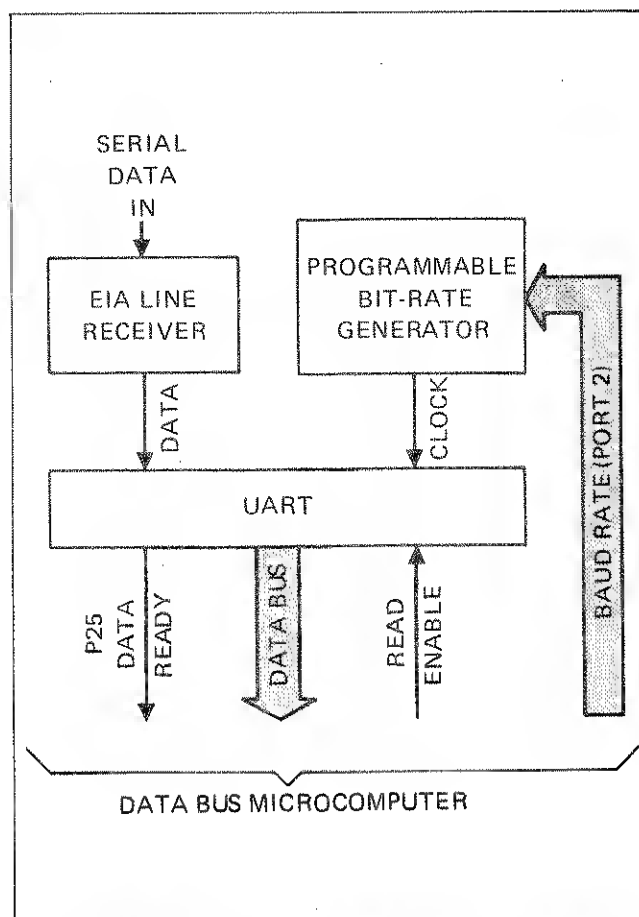 SERIAL
DATA
IN
EIA LINE
RECEIVER
PROGRAMMABLE
BIT-RATE
GENERATOR
DATA
CLOCK
BAUD RATE (PORT 2)
UART
P25
DATA
READY
DATA BUS
READ
ENABLE
DATA BUS MICROCOMPUTER